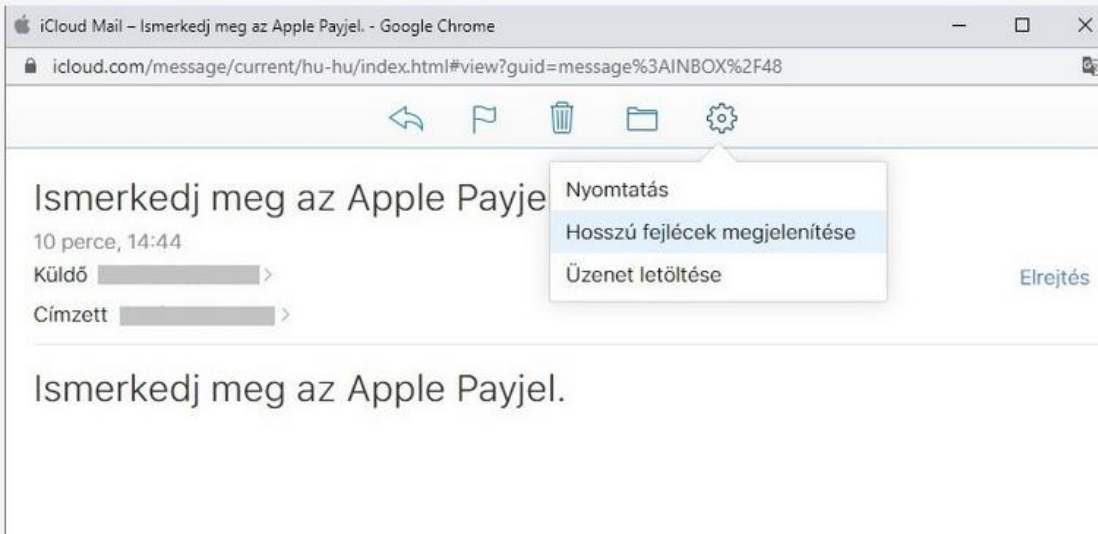 iCloud Mail – Ismerkedj meg az Apple Payjel. - Google Chrome
icloud.com/message/current/hu-hu/index.html#view?guid=message%3AINBOX%2F48
Ismerkedj meg az Apple Payje
Nyomtatás
10 perce, 14:44
Hosszú fejlécek megjelenítése
Küldő
Üzenet letöltése
Elrejtés
Címzett
Ismerkedj meg az Apple Payjel.